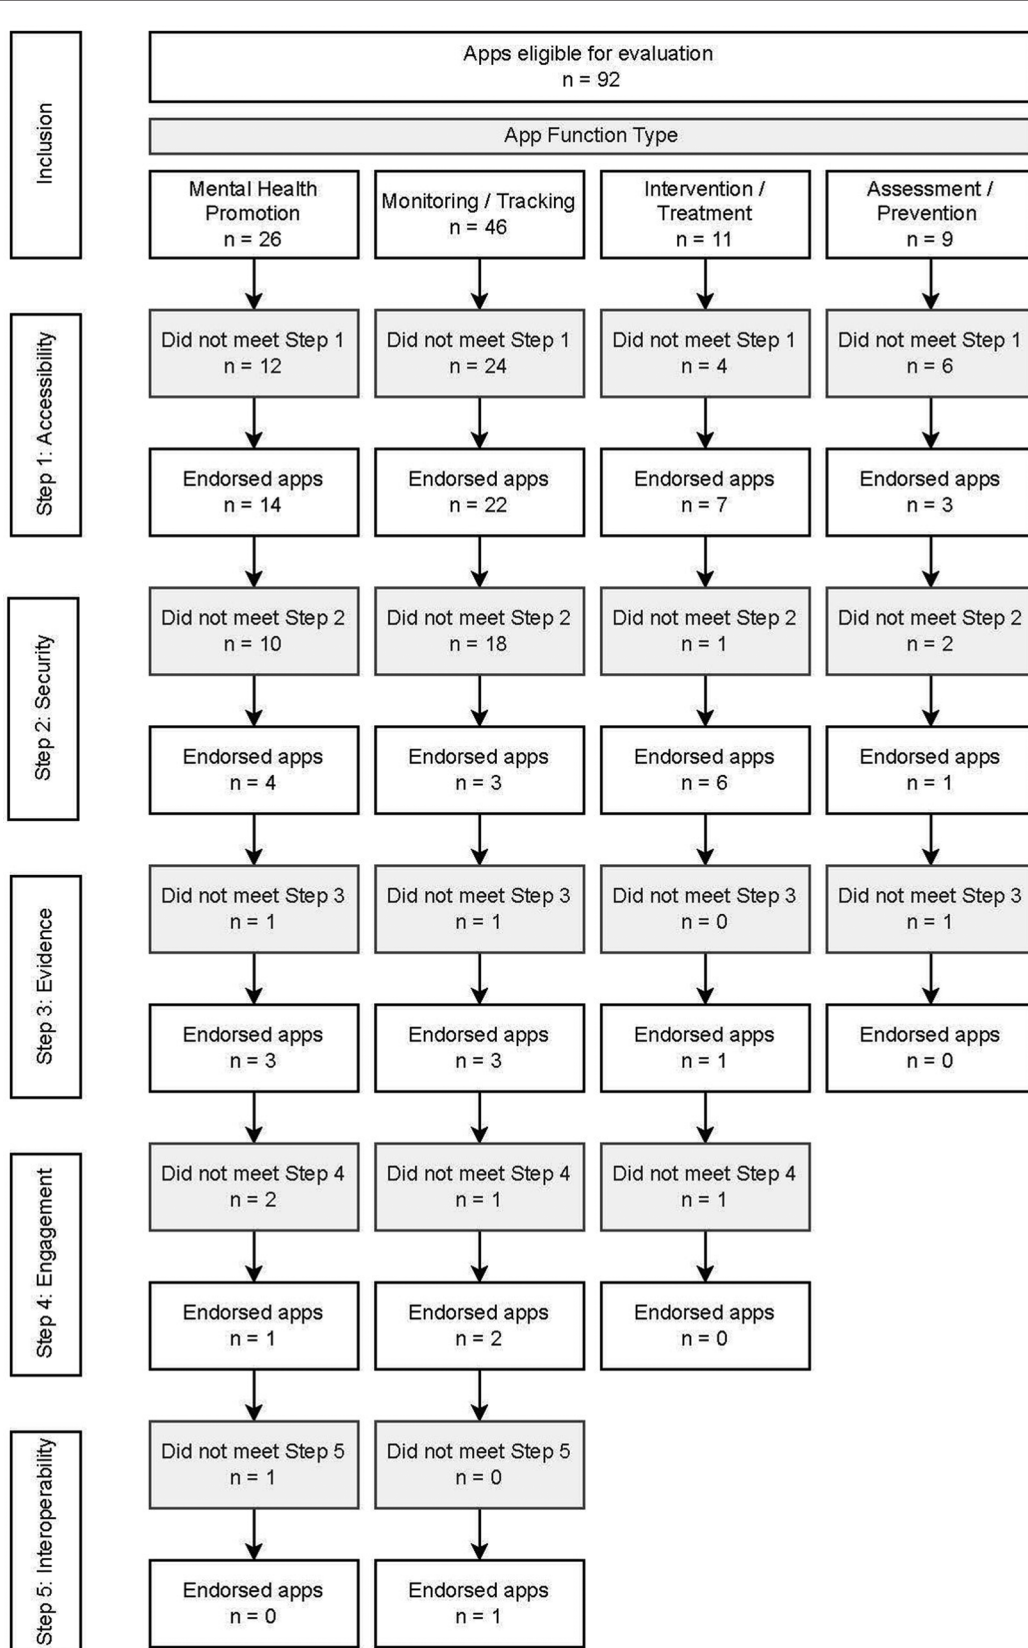 Inclusion
Apps eligible for evaluation
n = 92
App Function Type
Mental Health
Promotion
n = 26
Monitoring / Tracking
n = 46
Intervention /
Treatment
n = 11
Assessment /
Prevention
n = 9
Step 1: Accessibility
Did not meet Step 1
n = 12
Did not meet Step 1
n = 24
Did not meet Step 1
n = 4
Did not meet Step 1
n = 6
Endorsed apps
n = 14
Endorsed apps
n = 22
Endorsed apps
n = 7
Endorsed apps
n = 3
Step 2: Security
Did not meet Step 2
n = 10
Did not meet Step 2
n = 18
Did not meet Step 2
n = 1
Did not meet Step 2
n = 2
Endorsed apps
n = 4
Endorsed apps
n = 3
Endorsed apps
n = 6
Endorsed apps
n = 1
Step 3: Evidence
Did not meet Step 3
n = 1
Did not meet Step 3
n = 1
Did not meet Step 3
n = 0
Did not meet Step 3
n = 1
Endorsed apps
n = 3
Endorsed apps
n = 3
Endorsed apps
n = 1
Endorsed apps
n = 0
Step 4: Engagement
Did not meet Step 4
n = 2
Did not meet Step 4
n = 1
Did not meet Step 4
n = 1
Endorsed apps
n = 1
Endorsed apps
n = 2
Endorsed apps
n = 0
Step 5: Interoperability
Did not meet Step 5
n = 1
Did not meet Step 5
n = 0
Endorsed apps
n = 0
Endorsed apps
n = 1